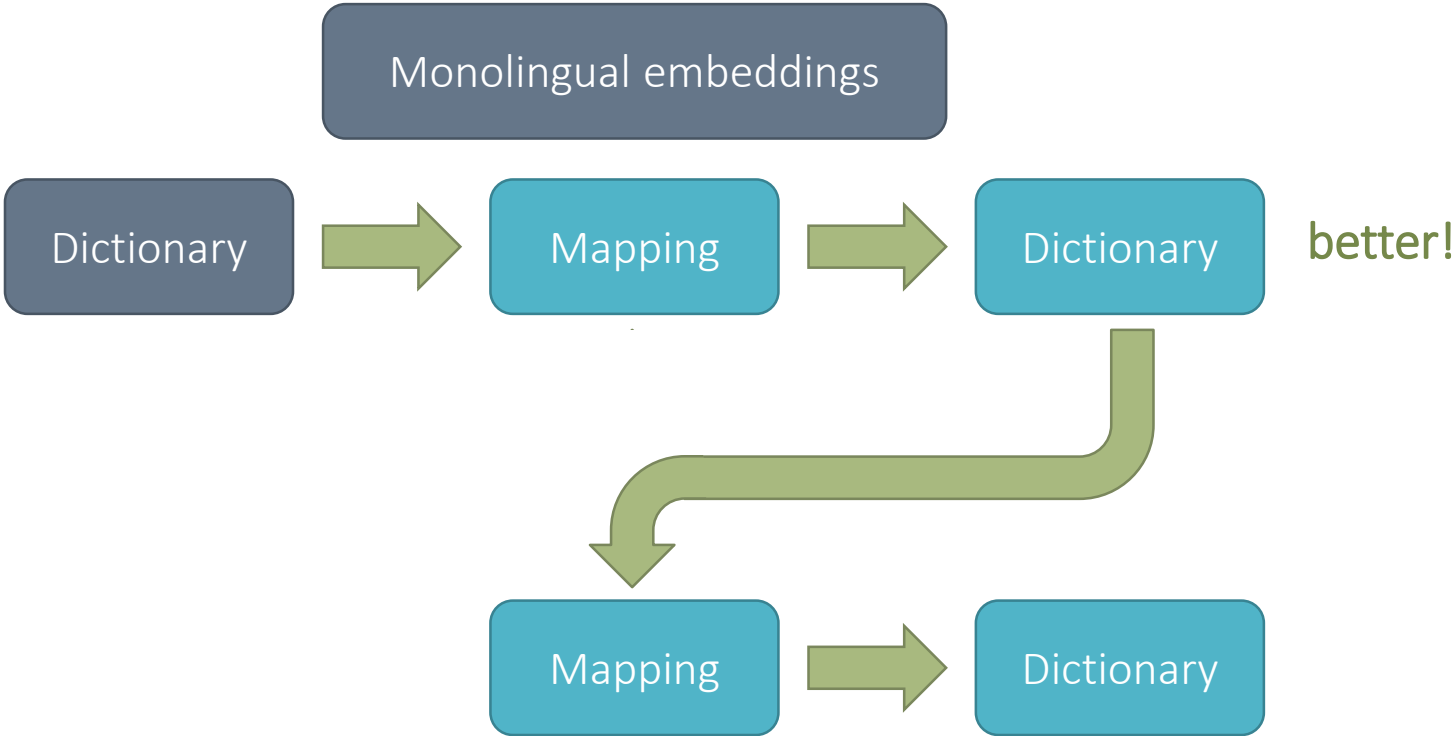 Monolingual embeddings
Dictionary
Mapping
Dictionary
better!
Mapping
Dictionary